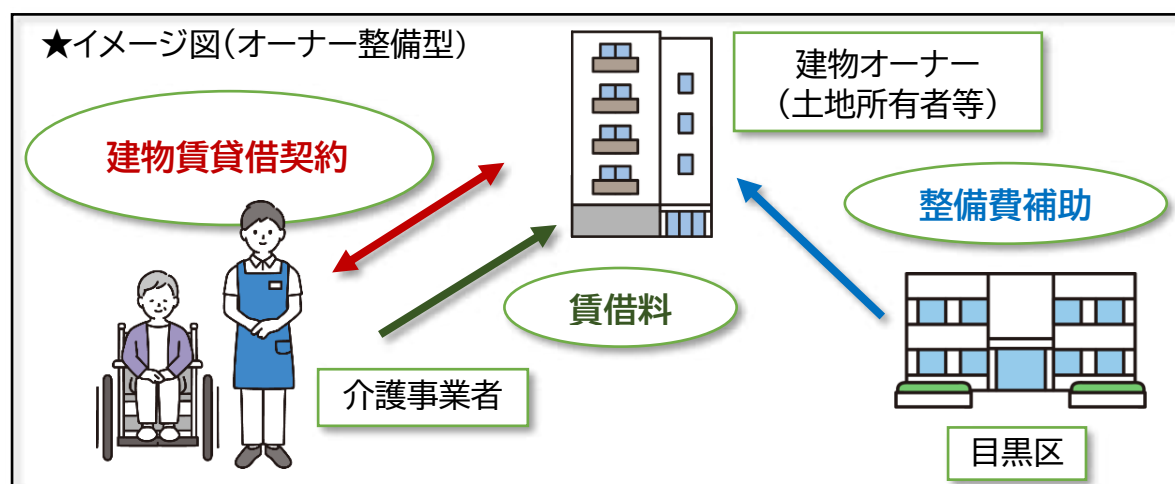 ★イメージ図(オーナー整備型)
建物オーナー
(土地所有者等)
建物賃貸借契約
整備費補助
賃借料
介護事業者
目黒区